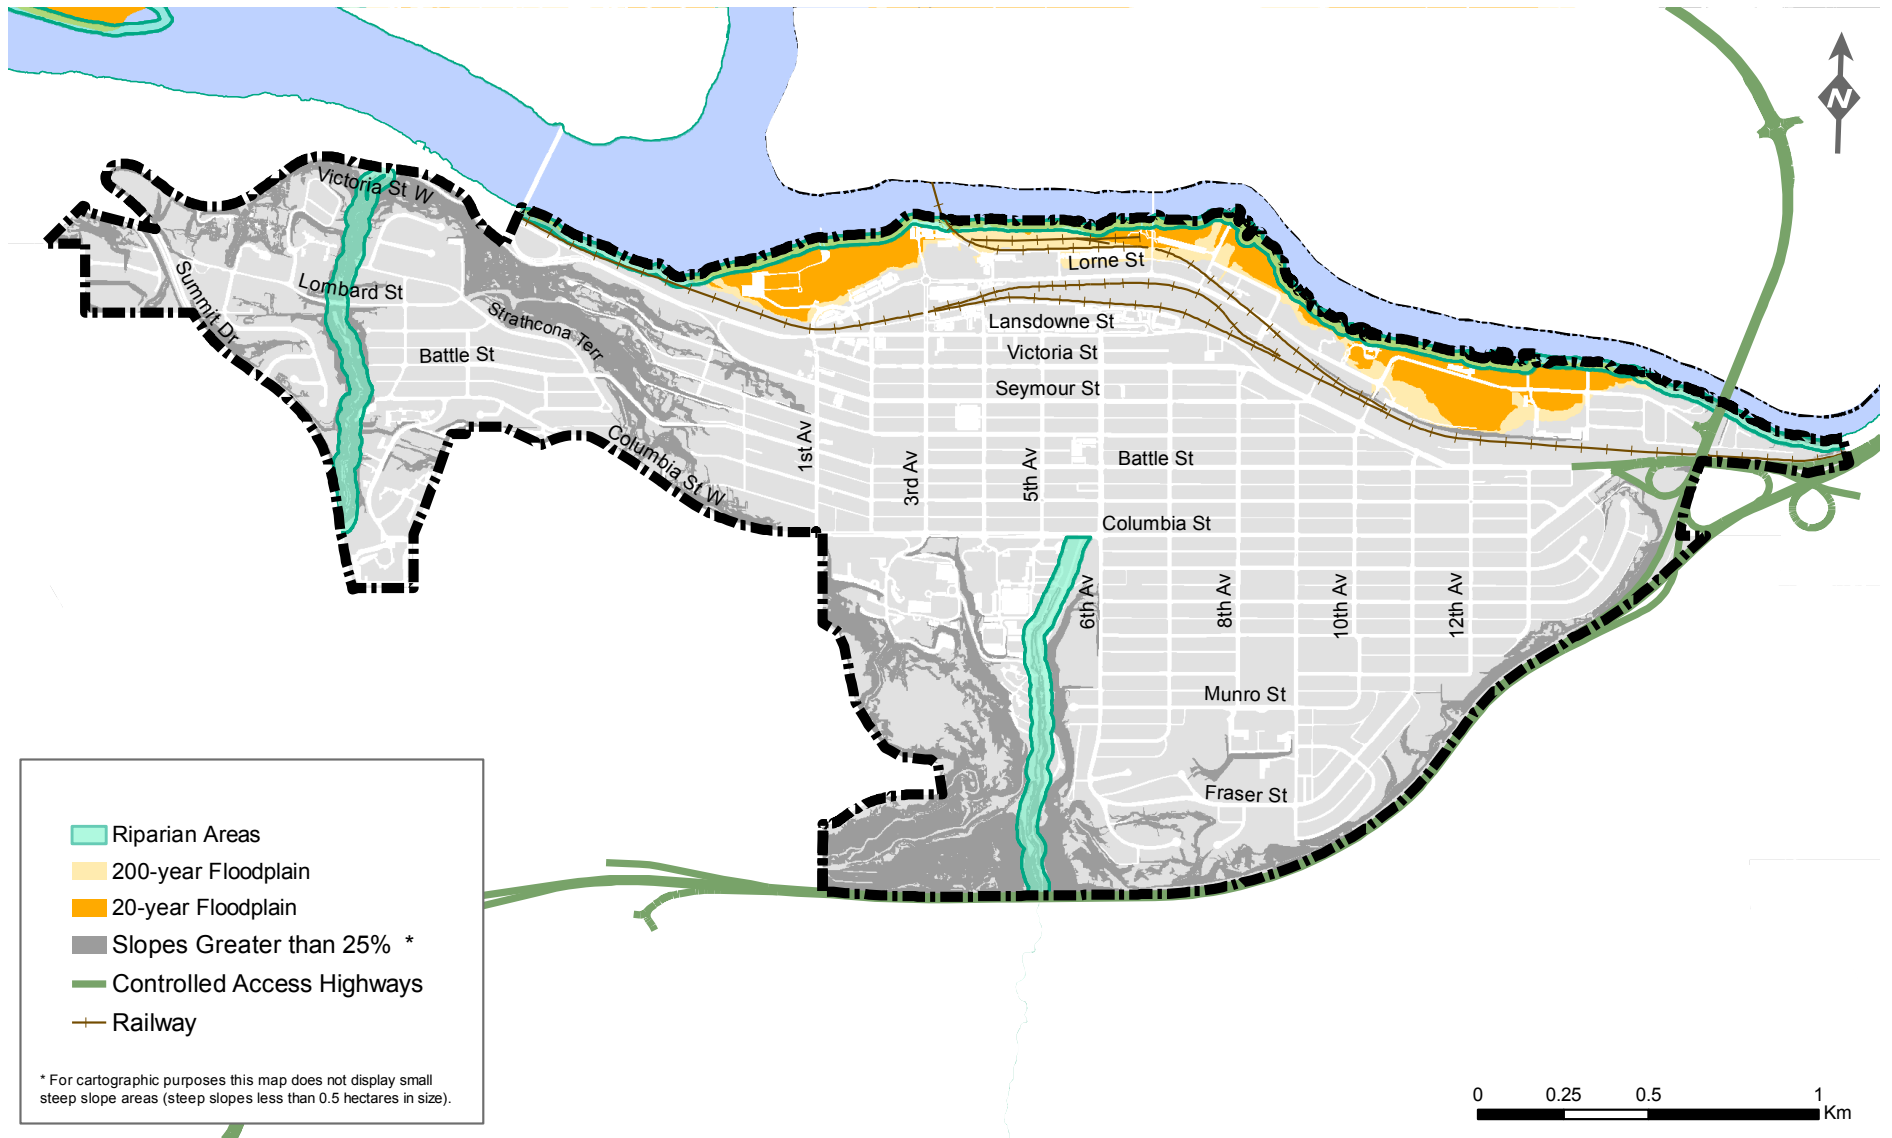 N
Victoria St W
Summit Dr.
Lombard St
Strathcona Terr
Battle St
Columbia St W
Lorne St
Lansdowne St
Victoria St
Seymour St
1st Av
3rd Av
5th Av
Battle St
Columbia St
6th Av
8th Av
10th Av
12th Av
Munro St
Fraser St
Riparian Areas
200-year Floodplain
20-year Floodplain
Slopes Greater than 25% *
Controlled Access Highways
Railway
* For cartographic purposes this map does not display small
steep slope areas (steep slopes less than 0.5 hectares in size).
0 0.25 0.5 1
Km